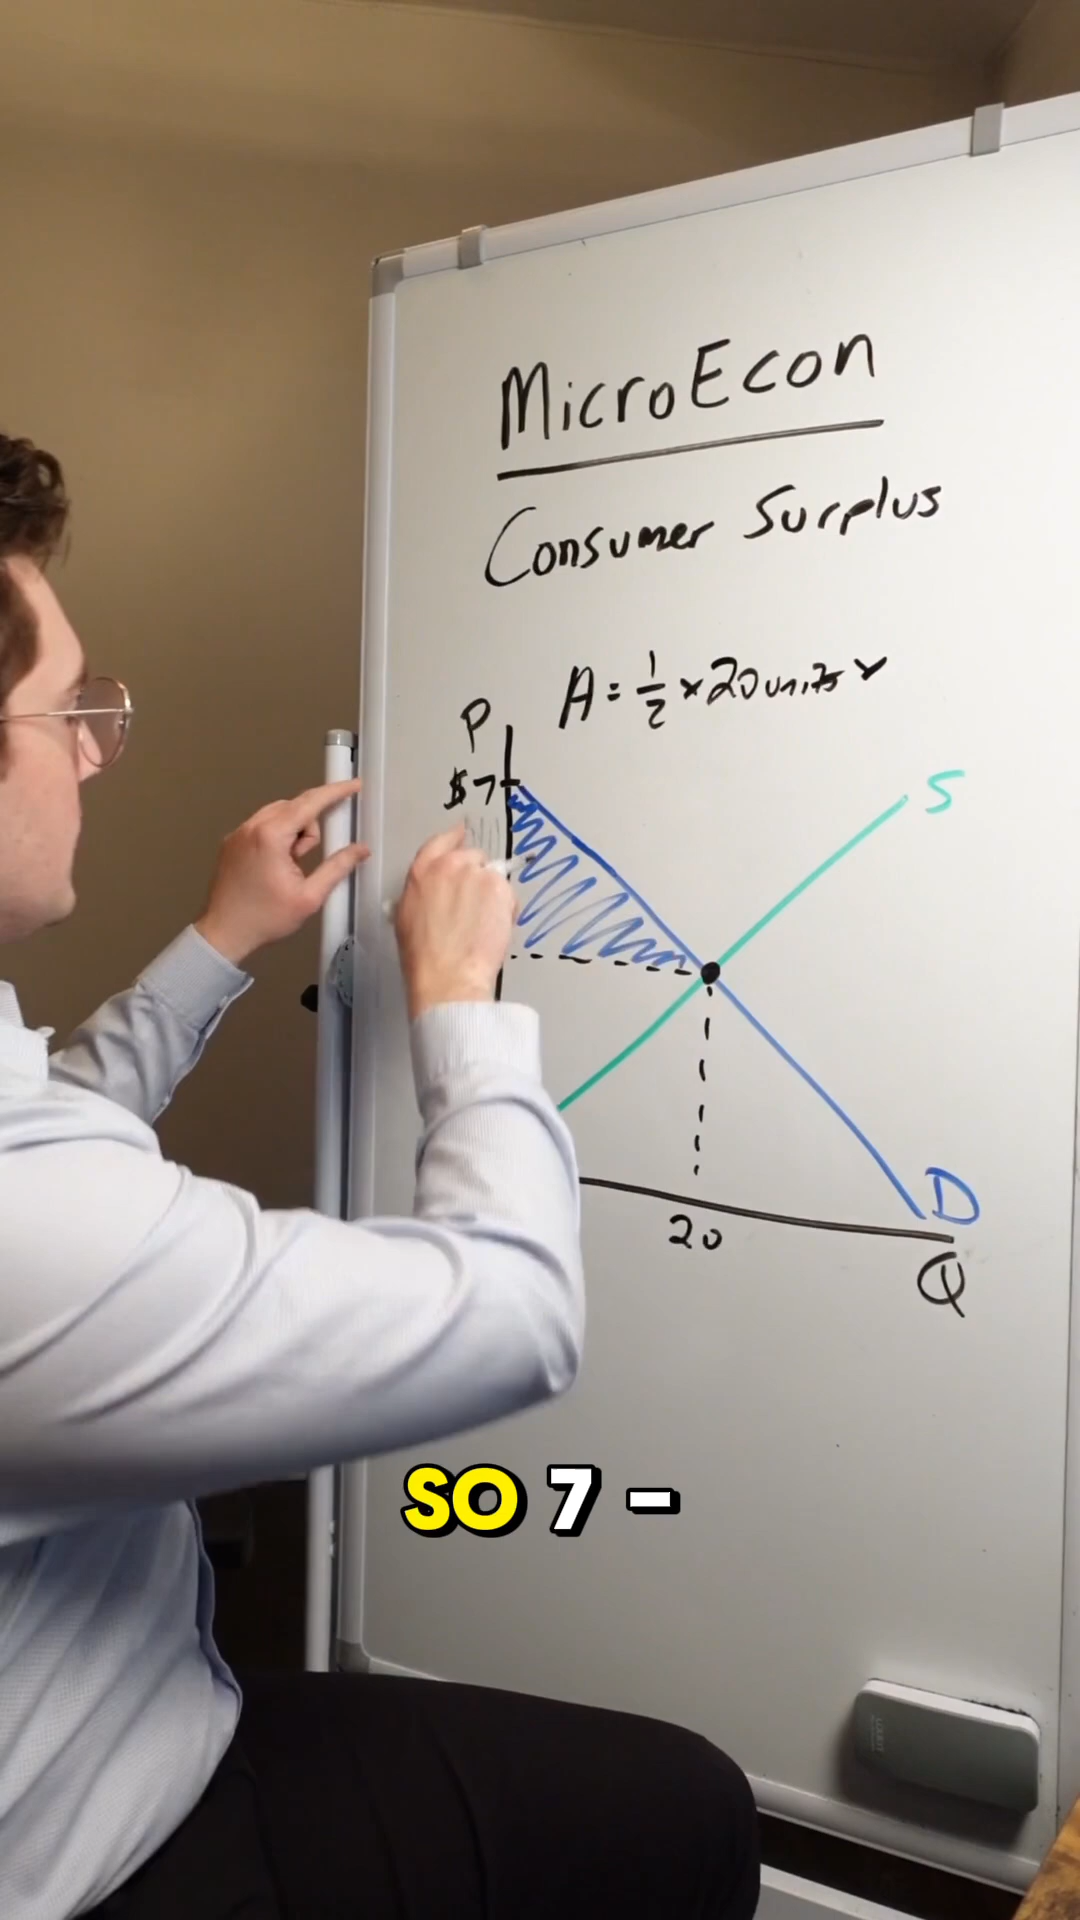 MicroEcon
Consumer Surplus
A = 1/2 × 20 units ×
P
$7
S
D
20
Q
SO 7 -